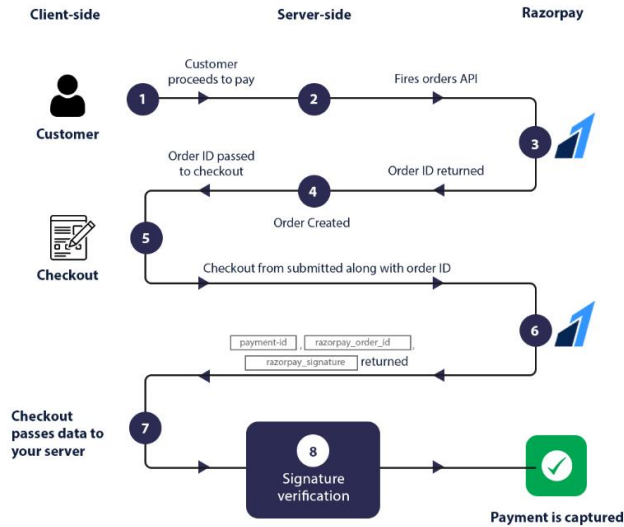 Client-side
Server-side
Razorpay
Customer
proceeds to pay
Fires orders API
1
2
3
Customer
Order ID passed
to checkout
Order ID returned
4
Order Created
5
Checkout
Checkout from submitted along with order ID
6
payment-id , razorpay_order_id ,
razorpay_signature returned
Checkout
passes data to
your server
7
8
Signature
verification
Payment is captured